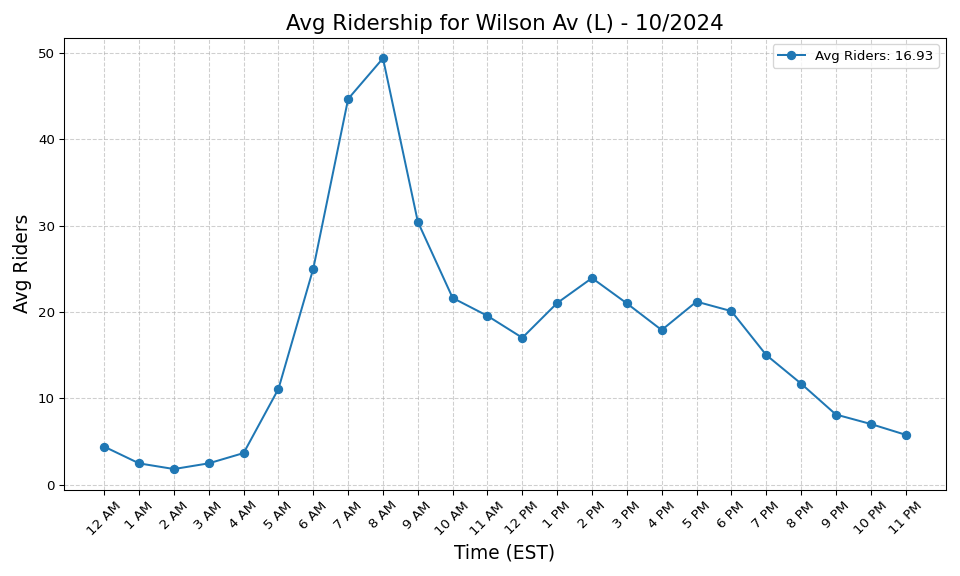 Avg Ridership for Wilson Av (L) - 10/2024
Avg Riders: 16.93
Avg Riders
50
40
30
20
10
0
12 AM
1 AM
2 AM
3 AM
4 AM
5 AM
6 AM
7 AM
8 AM
9 AM
10 AM
11 AM
12 PM
1 PM
2 PM
3 PM
4 PM
5 PM
6 PM
7 PM
8 PM
9 PM
10 PM
11 PM
Time (EST)